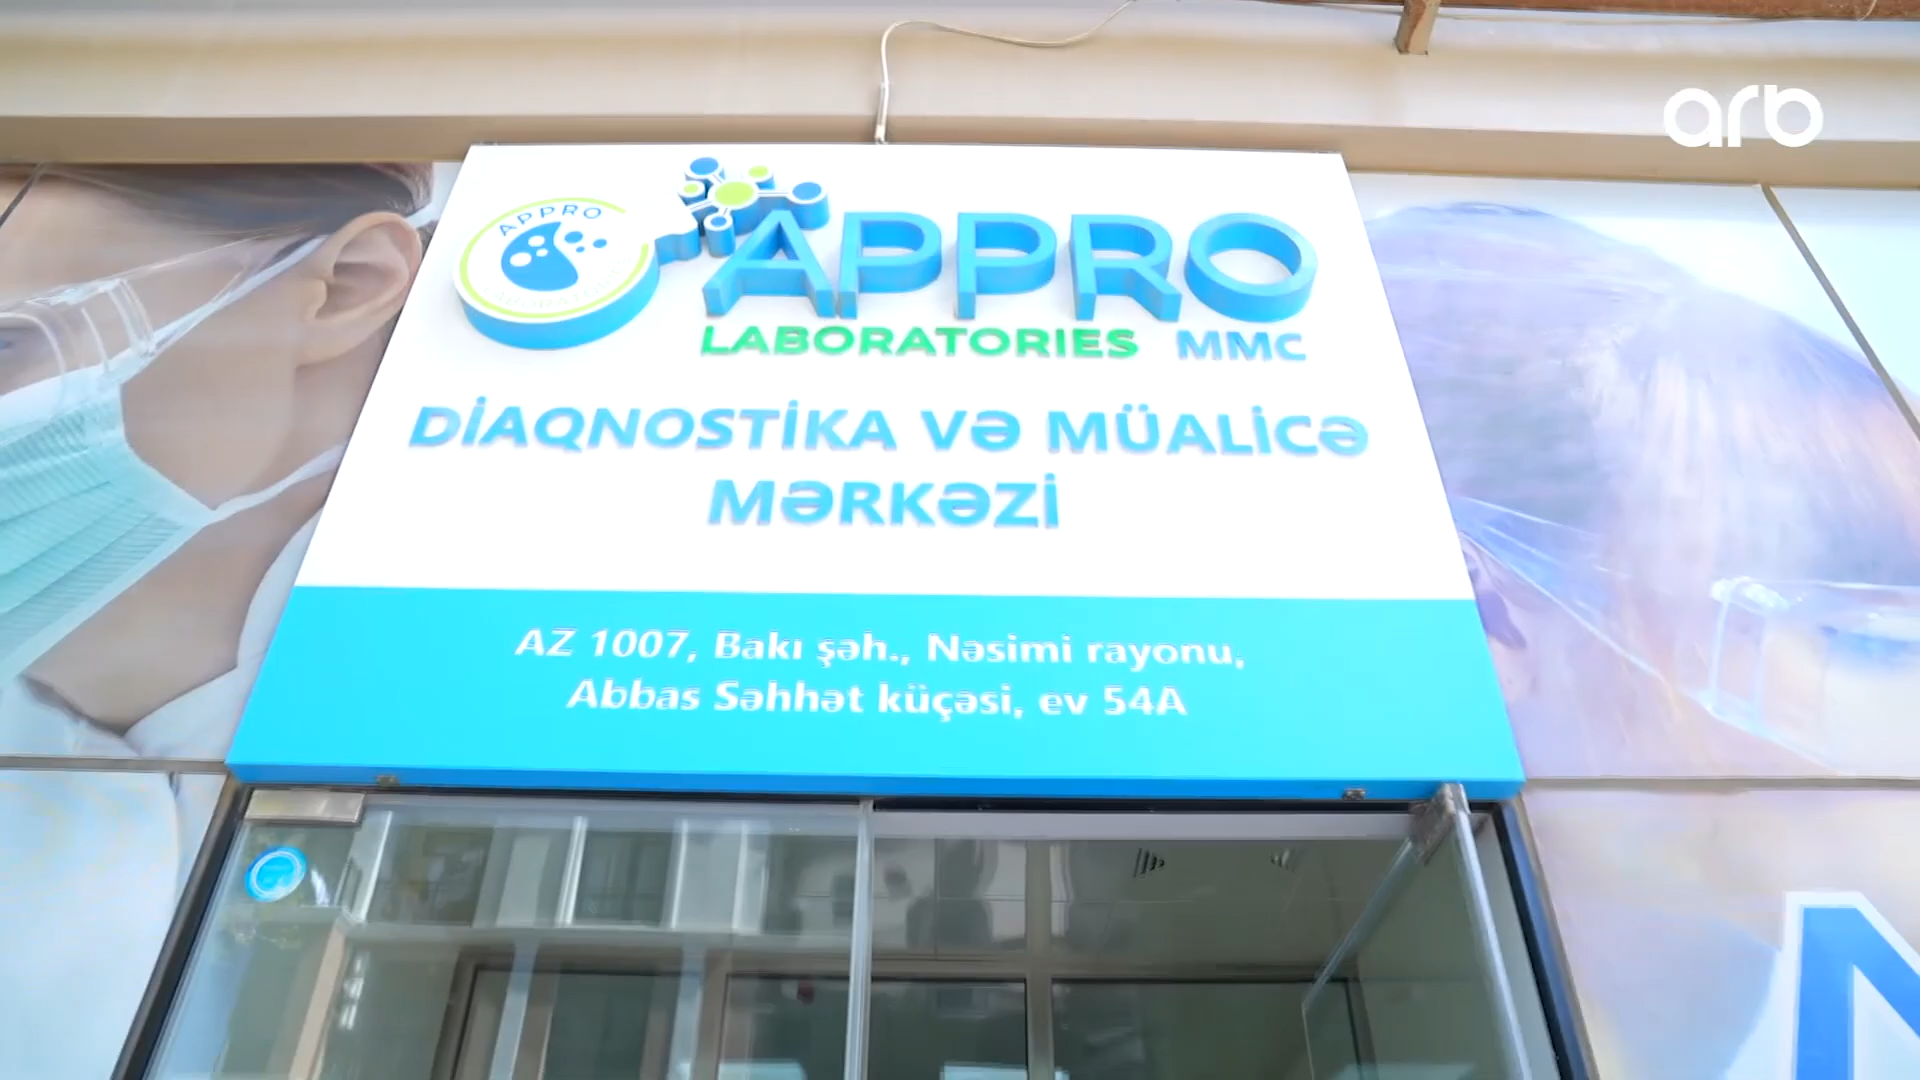 arb
APPRO
APPRO
LABORATORIES MMC
DİAQNOSTİKA VƏ MÜALİCƏ
MƏRKƏZİ
AZ 1007, Bakı şəh., Nəsimi rayonu,
Abbas Səhhət küçəsi, ev 54A